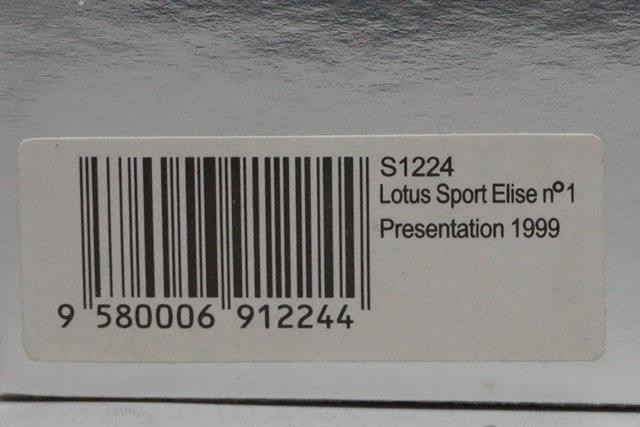 S1224
Lotus Sport Elise nº1
Presentation 1999
9 580006 912244